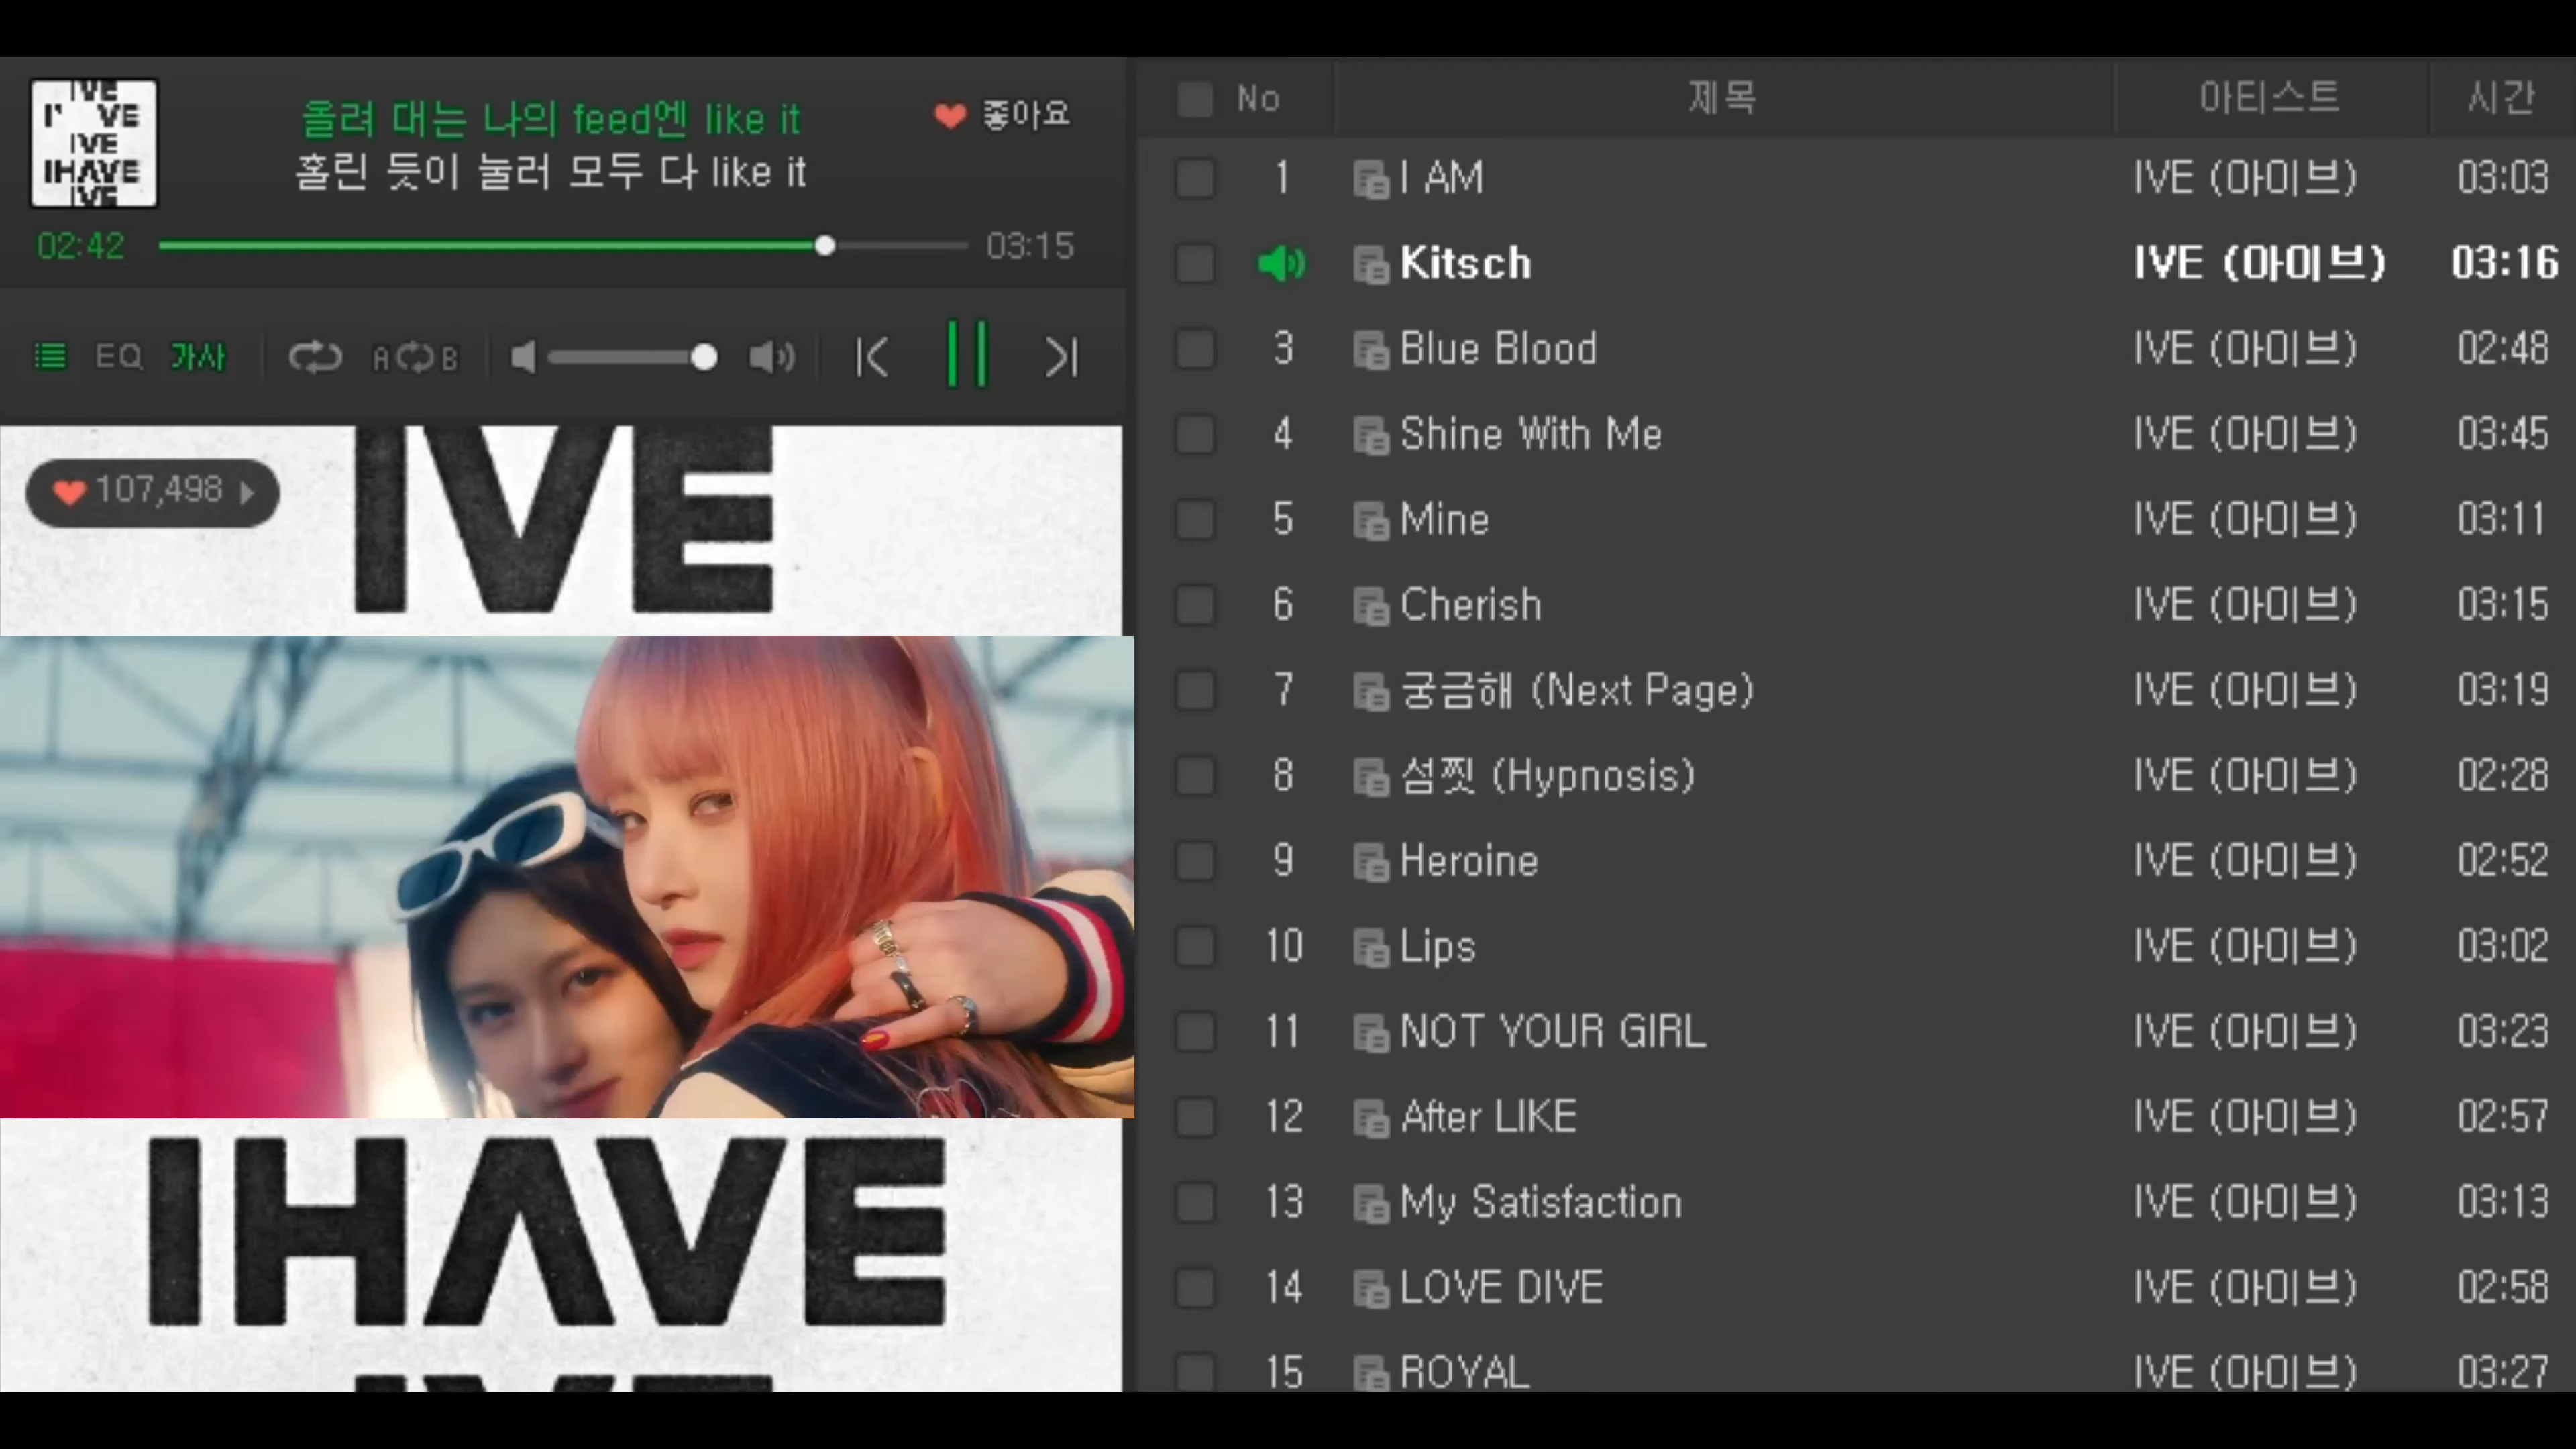 IVE
I' VE
IVE
IHAVE
IVE
올려 대는 나의 feed엔 like it
홀린 듯이 눌러 모두 다 like it
좋아요
02:42
03:15
EQ 가사 A B
107,498
IVE
IHAVE
No 제목 아티스트 시간
1 I AM IVE (아이브) 03:03
Kitsch IVE (아이브) 03:16
3 Blue Blood IVE (아이브) 02:48
4 Shine With Me IVE (아이브) 03:45
5 Mine IVE (아이브) 03:11
6 Cherish IVE (아이브) 03:15
7 궁금해 (Next Page) IVE (아이브) 03:19
8 섬찟 (Hypnosis) IVE (아이브) 02:28
9 Heroine IVE (아이브) 02:52
10 Lips IVE (아이브) 03:02
11 NOT YOUR GIRL IVE (아이브) 03:23
12 After LIKE IVE (아이브) 02:57
13 My Satisfaction IVE (아이브) 03:13
14 LOVE DIVE IVE (아이브) 02:58
15 ROYAL IVE (아이브) 03:27